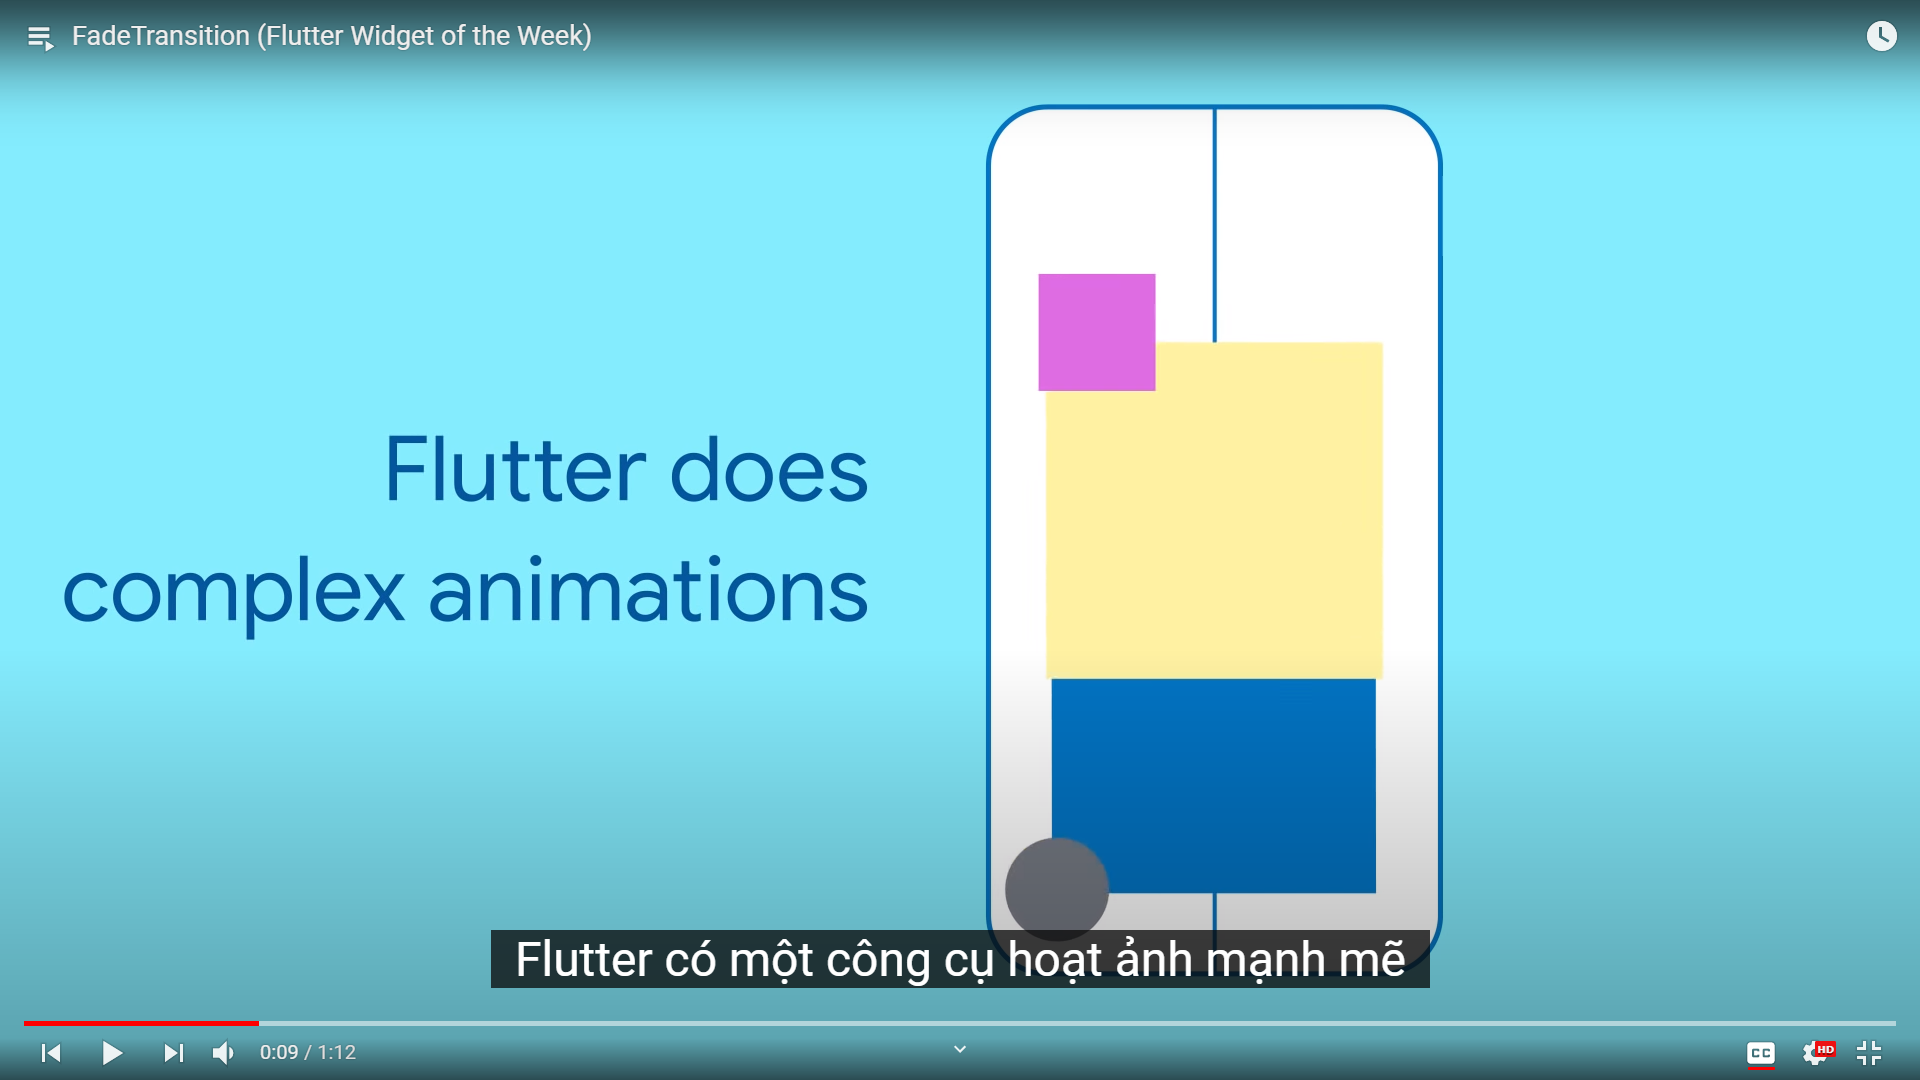 FadeTransition (Flutter Widget of the Week)
Flutter does
complex animations
Flutter có một công cụ hoạt ảnh mạnh mẽ
0:09 / 1:12
CC
HD